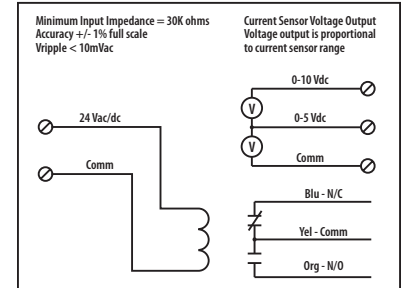 Minimum Input Impedance = 30K ohms
Accuracy +/- 1% full scale
Vripple < 10mVac
Current Sensor Voltage Output
Voltage output is proportional
to current sensor range
0-10 Vdc
V
24 Vac/dc
0-5 Vdc
V
Comm
Comm
Blu - N/C
Yel - Comm
Org - N/O